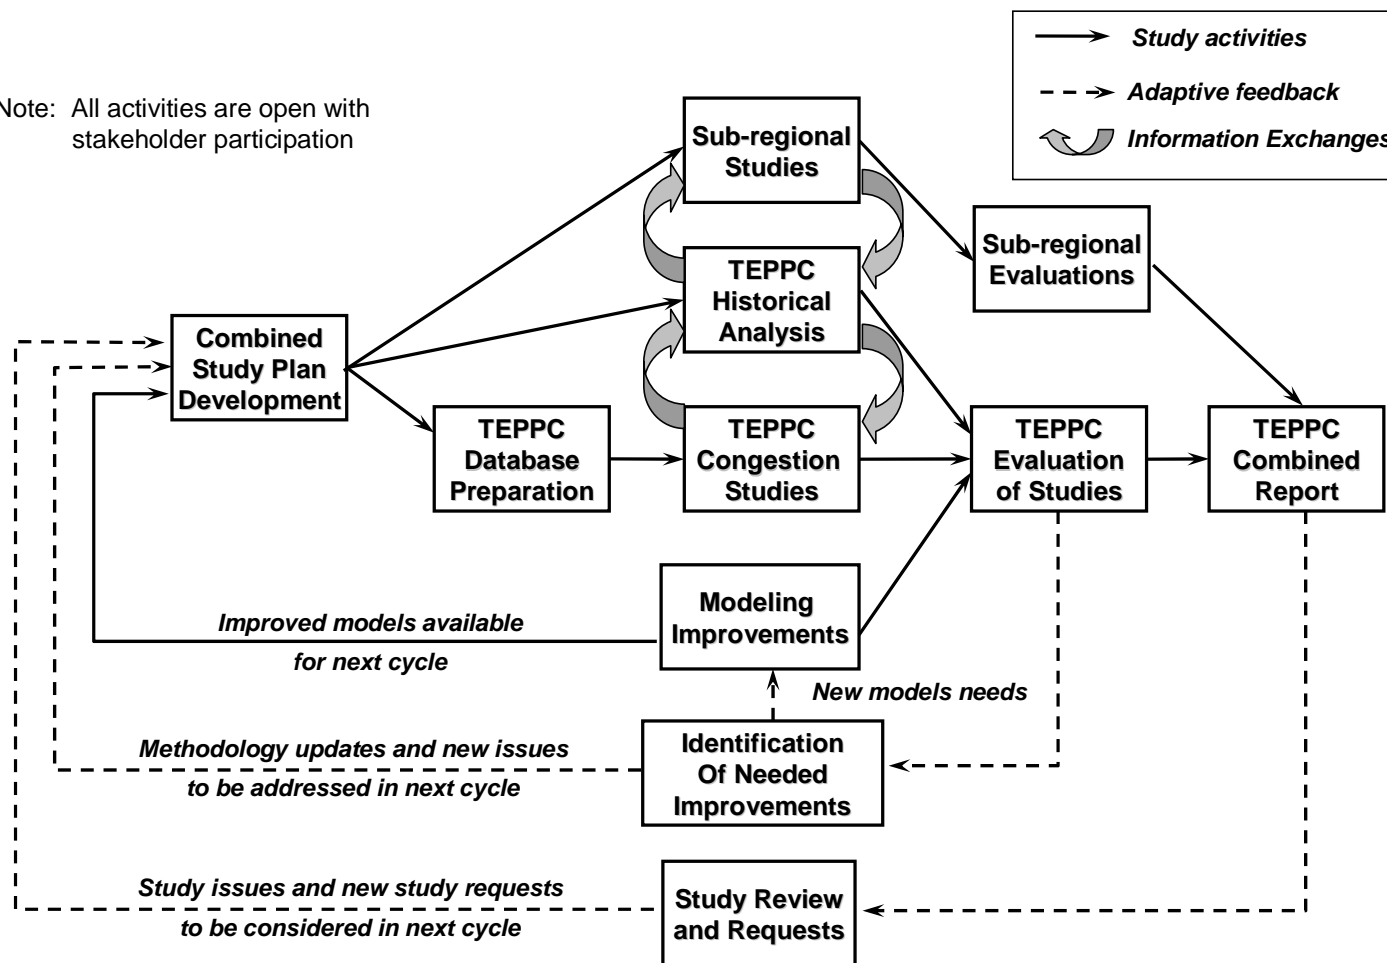 Study activities
Adaptive feedback
Information Exchanges
Note: All activities are open with
stakeholder participation
Sub-regional
Studies
Sub-regional
Evaluations
TEPPC
Historical
Analysis
Combined
Study Plan
Development
TEPPC
Database
Preparation
TEPPC
Congestion
Studies
TEPPC
Evaluation
of Studies
TEPPC
Combined
Report
Modeling
Improvements
Improved models available
for next cycle
New models needs
Identification
Of Needed
Improvements
Methodology updates and new issues
to be addressed in next cycle
Study Review
and Requests
Study issues and new study requests
to be considered in next cycle